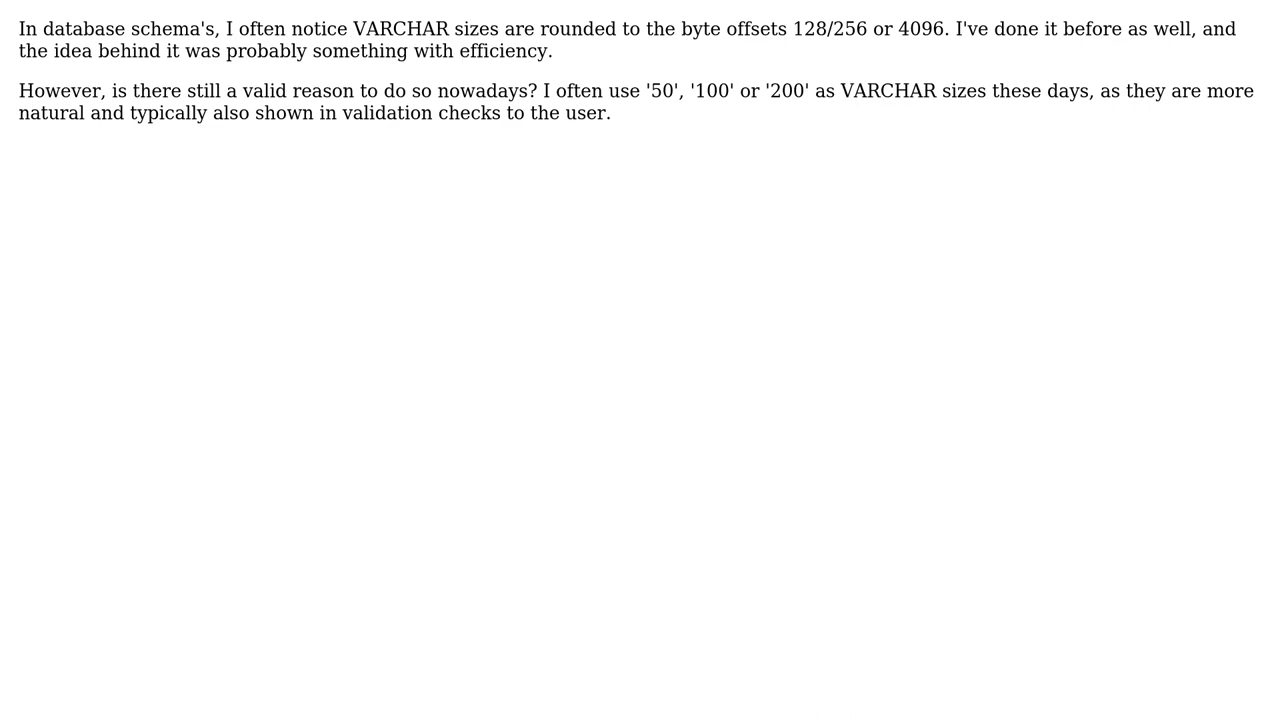 In database schema's, I often notice VARCHAR sizes are rounded to the byte offsets 128/256 or 4096. I've done it before as well, and
the idea behind it was probably something with efficiency.
However, is there still a valid reason to do so nowadays? I often use '50', '100' or '200' as VARCHAR sizes these days, as they are more
natural and typically also shown in validation checks to the user.